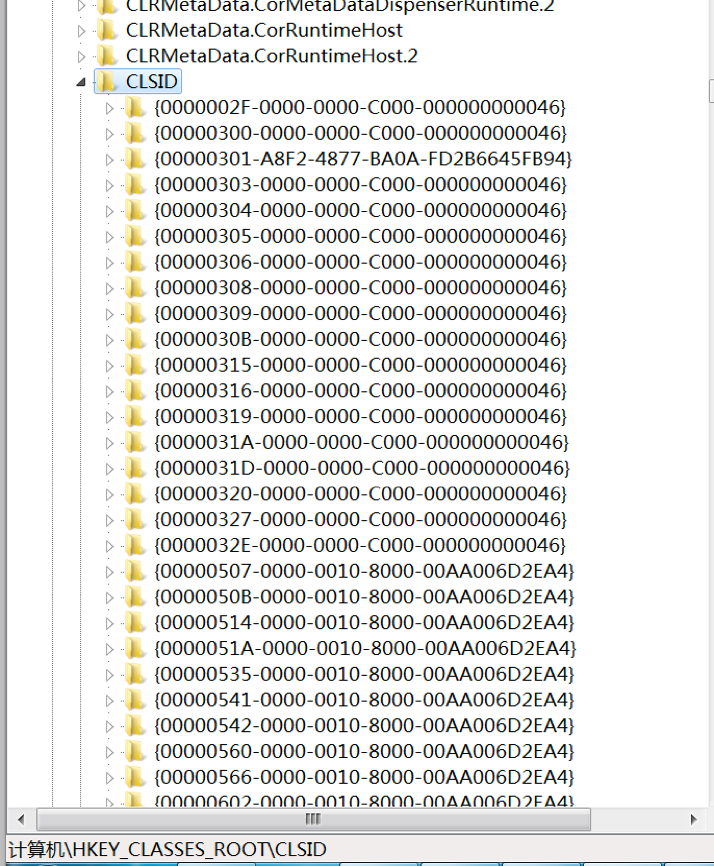 CLRMetaData.CorMetaDataDispenserRuntime.2
CLRMetaData.CorRuntimeHost
CLRMetaData.CorRuntimeHost.2
CLSID
{0000002F-0000-0000-C000-000000000046}
{00000300-0000-0000-C000-000000000046}
{00000301-A8F2-4877-BA0A-FD2B6645FB94}
{00000303-0000-0000-C000-000000000046}
{00000304-0000-0000-C000-000000000046}
{00000305-0000-0000-C000-000000000046}
{00000306-0000-0000-C000-000000000046}
{00000308-0000-0000-C000-000000000046}
{00000309-0000-0000-C000-000000000046}
{0000030B-0000-0000-C000-000000000046}
{00000315-0000-0000-C000-000000000046}
{00000316-0000-0000-C000-000000000046}
{00000319-0000-0000-C000-000000000046}
{0000031A-0000-0000-C000-000000000046}
{0000031D-0000-0000-C000-000000000046}
{00000320-0000-0000-C000-000000000046}
{00000327-0000-0000-C000-000000000046}
{0000032E-0000-0000-C000-000000000046}
{00000507-0000-0010-8000-00AA006D2EA4}
{0000050B-0000-0010-8000-00AA006D2EA4}
{00000514-0000-0010-8000-00AA006D2EA4}
{0000051A-0000-0010-8000-00AA006D2EA4}
{00000535-0000-0010-8000-00AA006D2EA4}
{00000541-0000-0010-8000-00AA006D2EA4}
{00000542-0000-0010-8000-00AA006D2EA4}
{00000560-0000-0010-8000-00AA006D2EA4}
{00000566-0000-0010-8000-00AA006D2EA4}
{00000602-0000-0010-8000-00AA006D2EA4}
计算机\HKEY_CLASSES_ROOT\CLSID